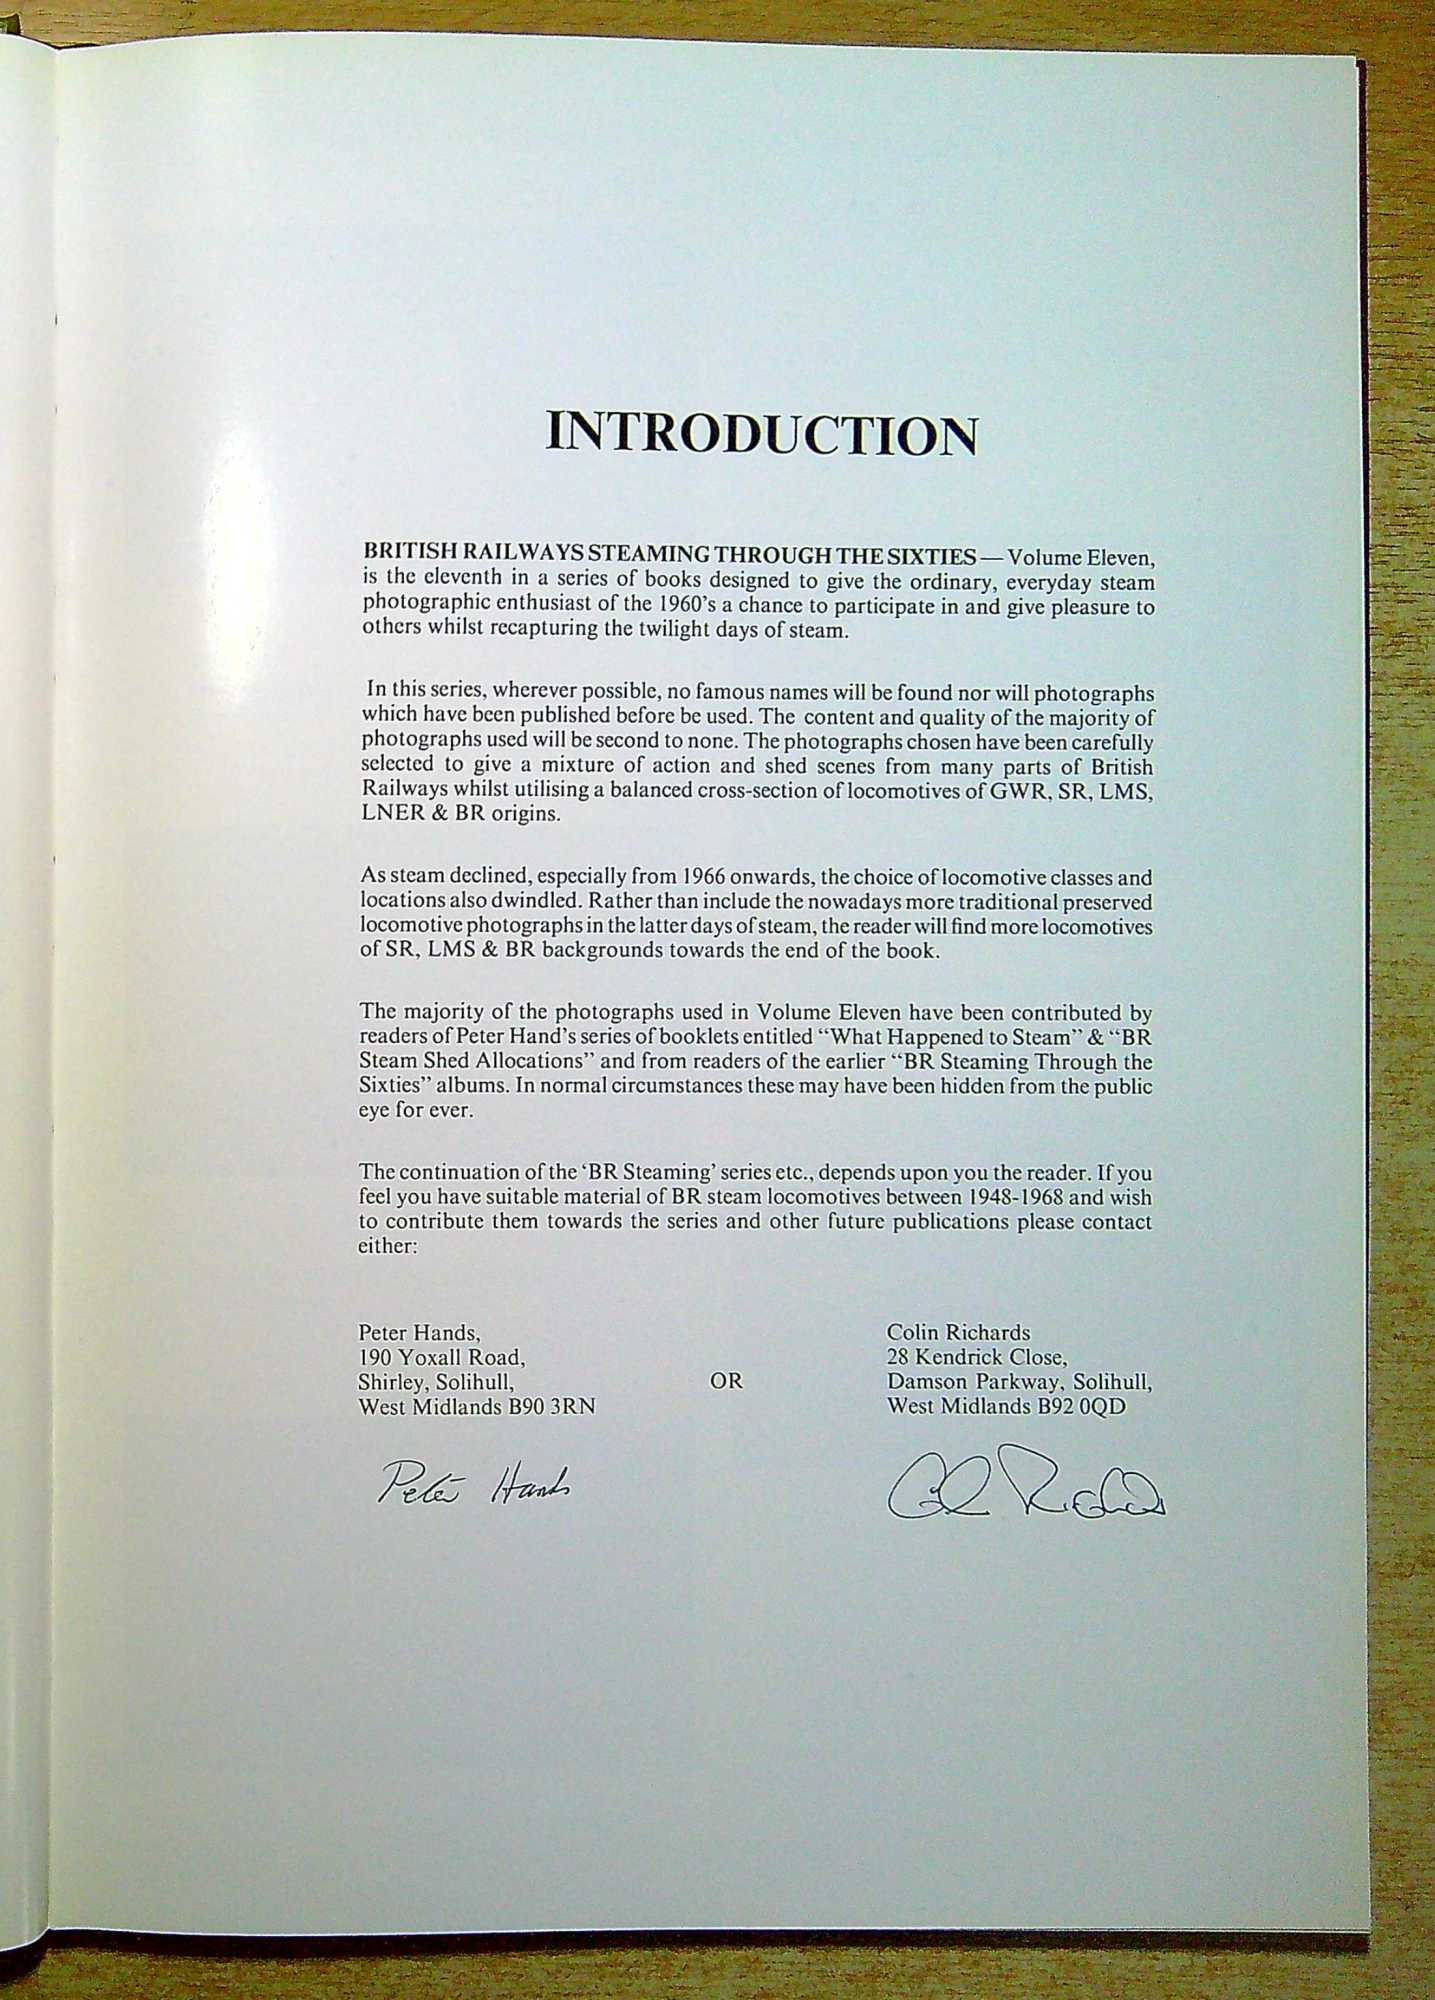 INTRODUCTION
BRITISH RAILWAYS STEAMING THROUGH THE SIXTIES — Volume Eleven,
is the eleventh in a series of books designed to give the ordinary, everyday steam
photographic enthusiast of the 1960's a chance to participate in and give pleasure to
others whilst recapturing the twilight days of steam.
In this series, wherever possible, no famous names will be found nor will photographs
which have been published before be used. The content and quality of the majority of
photographs used will be second to none. The photographs chosen have been carefully
selected to give a mixture of action and shed scenes from many parts of British
Railways whilst utilising a balanced cross-section of locomotives of GWR, SR, LMS,
LNER & BR origins.
As steam declined, especially from 1966 onwards, the choice of locomotive classes and
locations also dwindled. Rather than include the nowadays more traditional preserved
locomotive photographs in the latter days of steam, the reader will find more locomotives
of SR, LMS & BR backgrounds towards the end of the book.
The majority of the photographs used in Volume Eleven have been contributed by
readers of Peter Hand's series of booklets entitled “What Happened to Steam” & “BR
Steam Shed Allocations” and from readers of the earlier “BR Steaming Through the
Sixties” albums. In normal circumstances these may have been hidden from the public
eye for ever.
The continuation of the ‘BR Steaming’ series etc., depends upon you the reader. If you
feel you have suitable material of BR steam locomotives between 1948-1968 and wish
to contribute them towards the series and other future publications please contact
either:
Peter Hands,
190 Yoxall Road,
Shirley, Solihull,
West Midlands B90 3RN
OR
Colin Richards
28 Kendrick Close,
Damson Parkway, Solihull,
West Midlands B92 0QD
Peter Hands
Col Richards